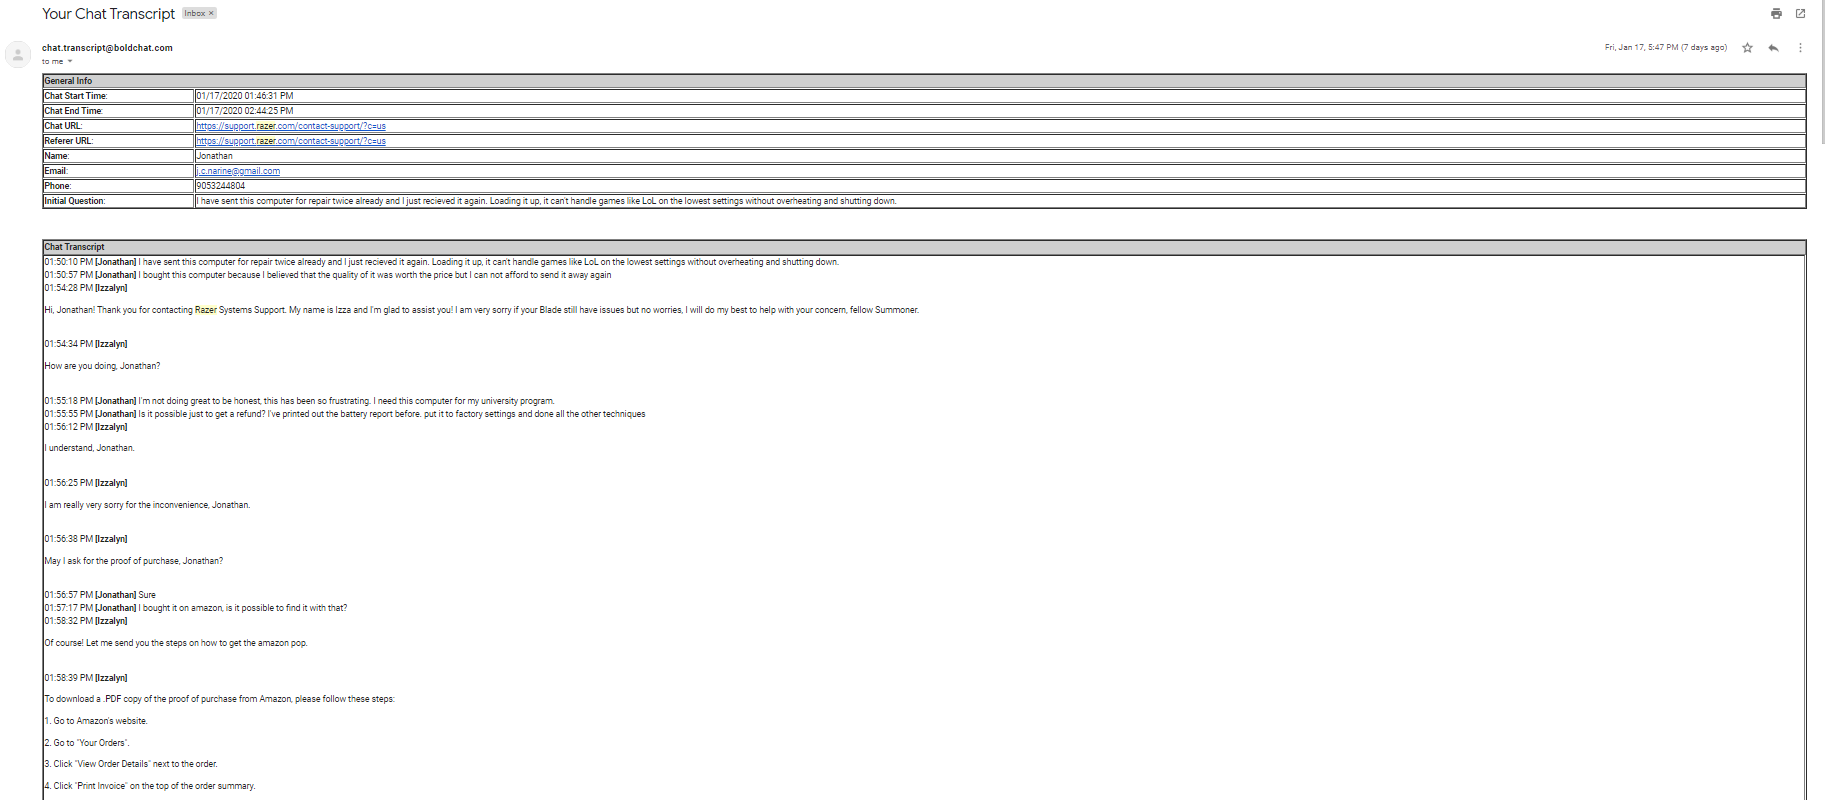 Your Chat Transcript Inbox ×
chat.transcript@boldchat.com
Fri, Jan 17, 5:47 PM (7 days ago)
to me
General Info
Chat Start Time: 01/17/2020 01:46:31 PM
Chat End Time: 01/17/2020 02:44:25 PM
Chat URL: https://support.razer.com/contact-support/?c=us
Referer URL: https://support.razer.com/contact-support/?c=us
Name: Jonathan
Email: j.c.narine@gmail.com
Phone: 9053244804
Initial Question: I have sent this computer for repair twice already and I just recieved it again. Loading it up, it can't handle games like LoL on the lowest settings without overheating and shutting down.
Chat Transcript
01:50:10 PM [Jonathan] I have sent this computer for repair twice already and I just recieved it again. Loading it up, it can't handle games like LoL on the lowest settings without overheating and shutting down.
01:50:57 PM [Jonathan] I bought this computer because I believed that the quality of it was worth the price but I can not afford to send it away again
01:54:28 PM [Izzalyn]
Hi, Jonathan! Thank you for contacting Razer Systems Support. My name is Izza and I'm glad to assist you! I am very sorry if your Blade still have issues but no worries, I will do my best to help with your concern, fellow Summoner.
01:54:34 PM [Izzalyn]
How are you doing, Jonathan?
01:55:18 PM [Jonathan] I'm not doing great to be honest, this has been so frustrating. I need this computer for my university program.
01:55:55 PM [Jonathan] Is it possible just to get a refund? I've printed out the battery report before. put it to factory settings and done all the other techniques
01:56:12 PM [Izzalyn]
I understand, Jonathan.
01:56:25 PM [Izzalyn]
I am really very sorry for the inconvenience, Jonathan.
01:56:38 PM [Izzalyn]
May I ask for the proof of purchase, Jonathan?
01:56:57 PM [Jonathan] Sure
01:57:17 PM [Jonathan] I bought it on amazon, is it possible to find it with that?
01:58:32 PM [Izzalyn]
Of course! Let me send you the steps on how to get the amazon pop.
01:58:39 PM [Izzalyn]
To download a .PDF copy of the proof of purchase from Amazon, please follow these steps:
1. Go to Amazon's website.
2. Go to "Your Orders".
3. Click "View Order Details" next to the order.
4. Click "Print Invoice" on the top of the order summary.